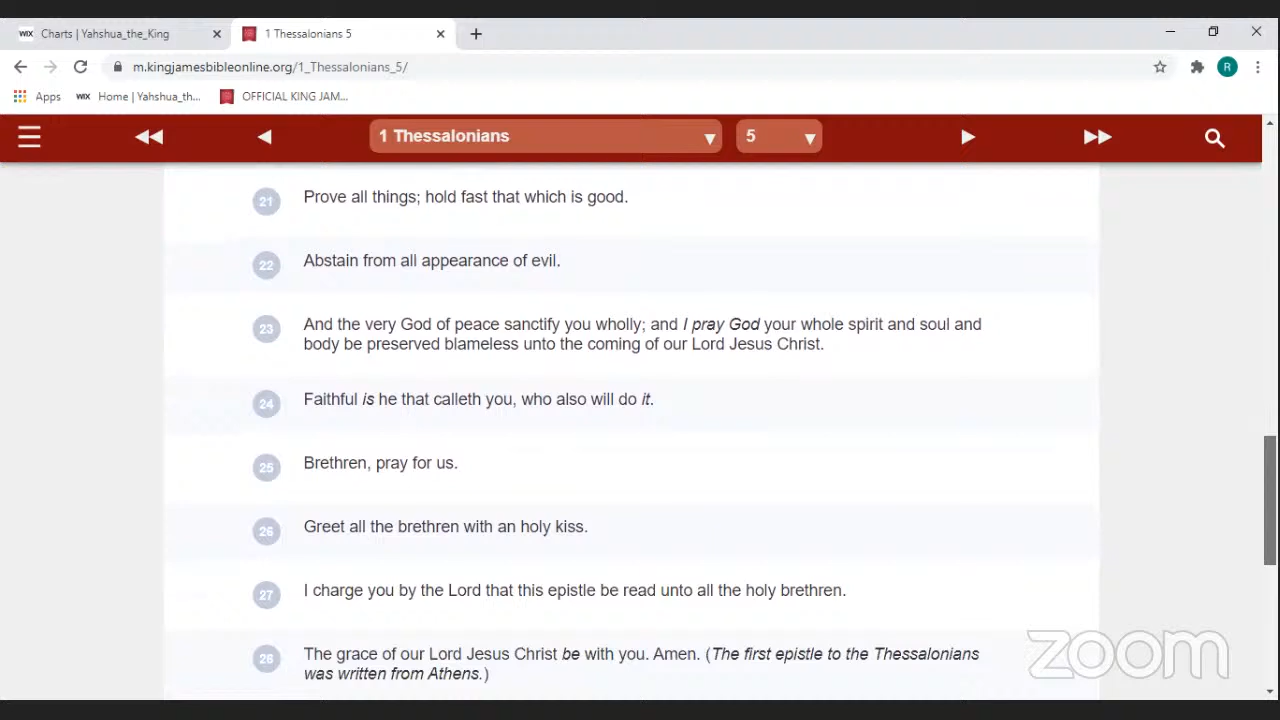 WIX Charts | Yahshua_the_King
1 Thessalonians 5
m.kingjamesbibleonline.org/1_Thessalonians_5/
R
Apps
WIX Home | Yahshua_th...
OFFICIAL KING JAM...
1 Thessalonians
5
21 Prove all things; hold fast that which is good.
22 Abstain from all appearance of evil.
23 And the very God of peace sanctify you wholly; and I pray God your whole spirit and soul and
body be preserved blameless unto the coming of our Lord Jesus Christ.
24 Faithful is he that calleth you, who also will do it.
25 Brethren, pray for us.
26 Greet all the brethren with an holy kiss.
27 I charge you by the Lord that this epistle be read unto all the holy brethren.
28 The grace of our Lord Jesus Christ be with you. Amen. (The first epistle to the Thessalonians
was written from Athens.)
zoom